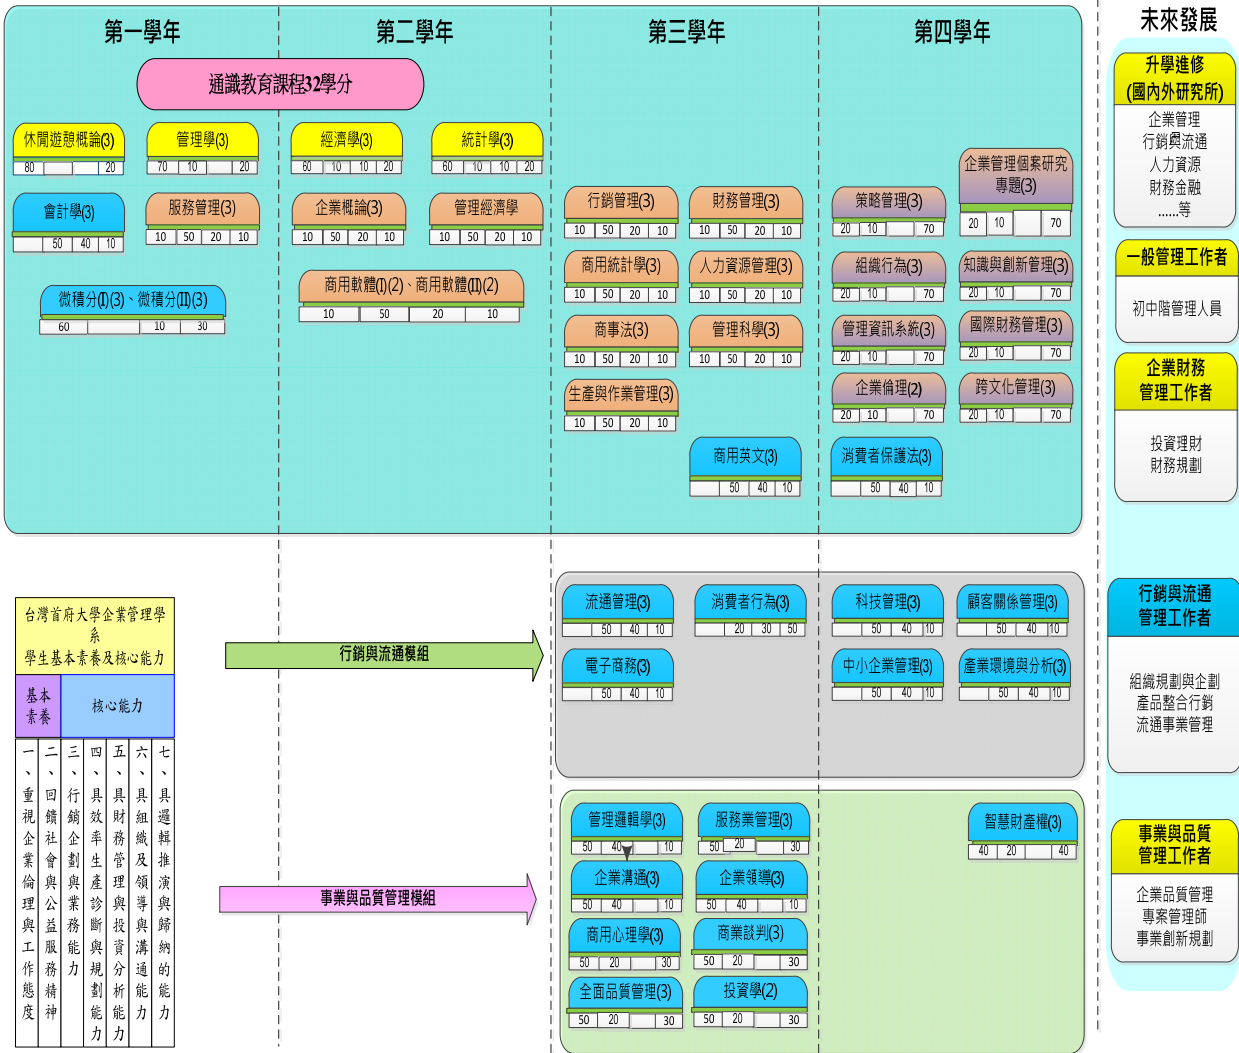 第一學年
第二學年
第三學年
第四學年
未來發展
通識教育課程32學分
休閒遊憩概論(3)
80 20
管理學(3)
70 10 20
經濟學(3)
60 10 10 20
統計學(3)
60 10 10 20
會計學(3)
50 40 10
服務管理(3)
10 50 20 10
企業概論(3)
10 50 20 10
管理經濟學
10 50 20 10
微積分(I)(3)、微積分(II)(3)
60 10 30
商用軟體(I)(2)、商用軟體(II)(2)
10 50 20 10
行銷管理(3)
10 50 20 10
財務管理(3)
10 50 20 10
商用統計學(3)
10 50 20 10
人力資源管理(3)
10 50 20 10
商事法(3)
10 50 20 10
管理科學(3)
10 50 20 10
生產與作業管理(3)
10 50 20 10
商用英文(3)
50 40 10
策略管理(3)
20 10 70
企業管理個案研究
專題(3)
20 10 70
組織行為(3)
20 10 70
知識與創新管理(3)
20 10 70
管理資訊系統(3)
20 10 70
國際財務管理(3)
20 10 70
企業倫理(2)
20 10 70
跨文化管理(3)
20 10 70
消費者保護法(3)
50 40 10
升學進修
(國內外研究所)
企業管理
行銷與流通
人力資源
財務金融
......等
一般管理工作者
初中階管理人員
企業財務
管理工作者
投資理財
財務規劃
台灣首府大學企業管理學
系
學生基本素養及核心能力
基本
素養
核心能力
一、重視企業倫理與工作態度
二、回饋社會與公益服務精神
三、行銷企劃與業務能力
四、具效率生產診斷與規劃能力
五、具財務管理與投資分析能力
六、具組織及領導與溝通能力
七、具邏輯推演與歸納的能力
行銷與流通模組
流通管理(3)
50 40 10
消費者行為(3)
20 30 50
科技管理(3)
50 40 10
顧客關係管理(3)
50 40 10
電子商務(3)
50 40 10
中小企業管理(3)
50 40 10
產業環境與分析(3)
50 40 10
行銷與流通
管理工作者
組織規劃與企劃
產品整合行銷
流通事業管理
事業與品質管理模組
管理邏輯學(3)
50 40 10
服務業管理(3)
50 20 30
智慧財產權(3)
40 20 40
企業溝通(3)
50 40 10
企業領導(3)
50 40 10
商用心理學(3)
50 20 30
商業談判(3)
50 20 30
全面品質管理(3)
50 20 30
投資學(2)
50 20 30
事業與品質
管理工作者
企業品質管理
專案管理師
事業創新規劃